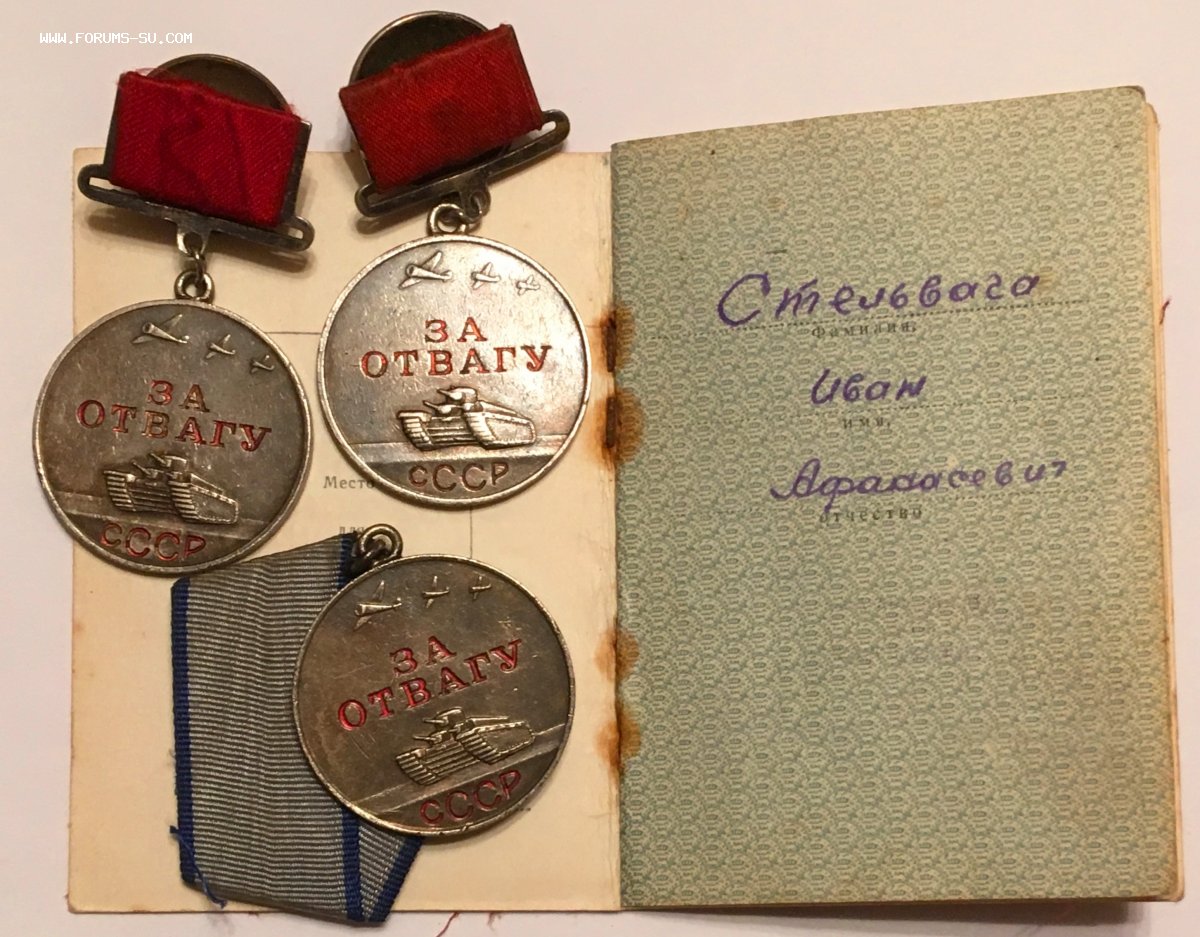 WWW.FORUMS-SU.COM
ЗА
ОТВАГУ
СССР
ЗА
ОТВАГУ
СССР
ЗА
ОТВАГУ
СССР
Место
для
Стельвага
фамилия,
Иван
имя,
Афанасевич
отчество